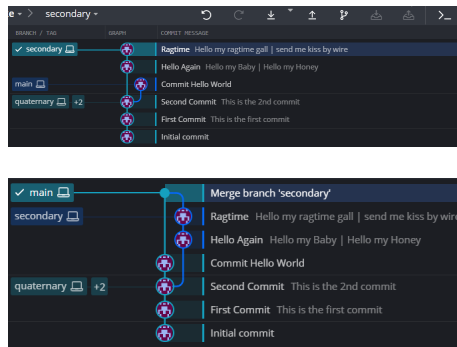 e secondary
BRANCH / TAG GRAPH COMMIT MESSAGE
✓ secondary Ragtime Hello my ragtime gall | send me kiss by wire
Hello Again Hello my Baby | Hello my Honey
main Commit Hello World
quaternary +2 Second Commit This is the 2nd commit
First Commit This is the first commit
Initial commit
✓ main Merge branch 'secondary'
secondary Ragtime Hello my ragtime gall | send me kiss by wire
Hello Again Hello my Baby | Hello my Honey
Commit Hello World
quaternary +2 Second Commit This is the 2nd commit
First Commit This is the first commit
Initial commit